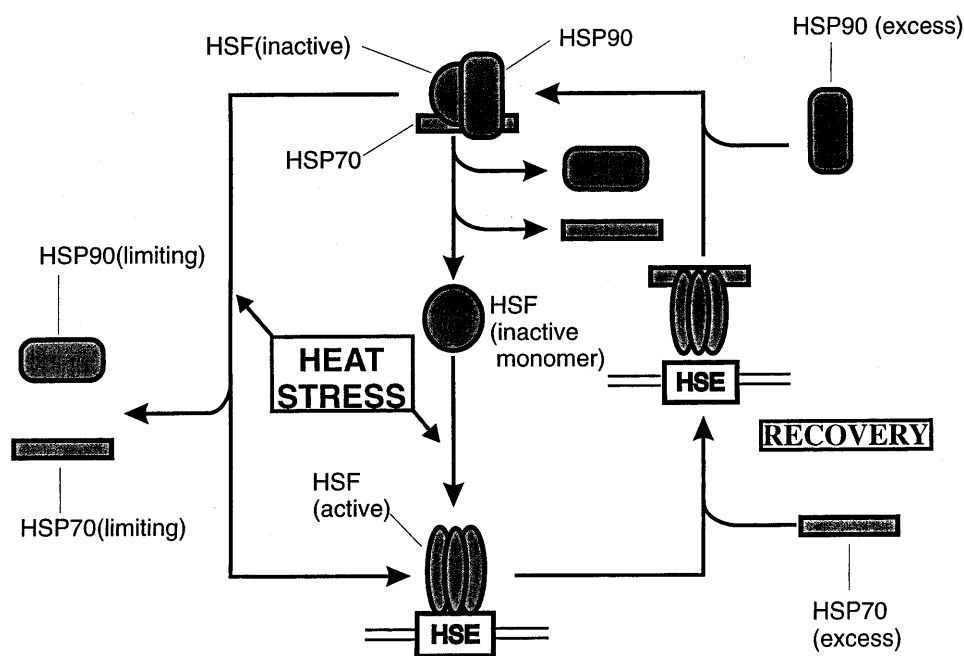 HSF(inactive)
HSP90
HSP90 (excess)
HSP70
HSP90(limiting)
HSF
(inactive
monomer)
HEAT
STRESS
HSE
RECOVERY
HSP70(limiting)
HSF
(active)
HSE
HSP70
(excess)